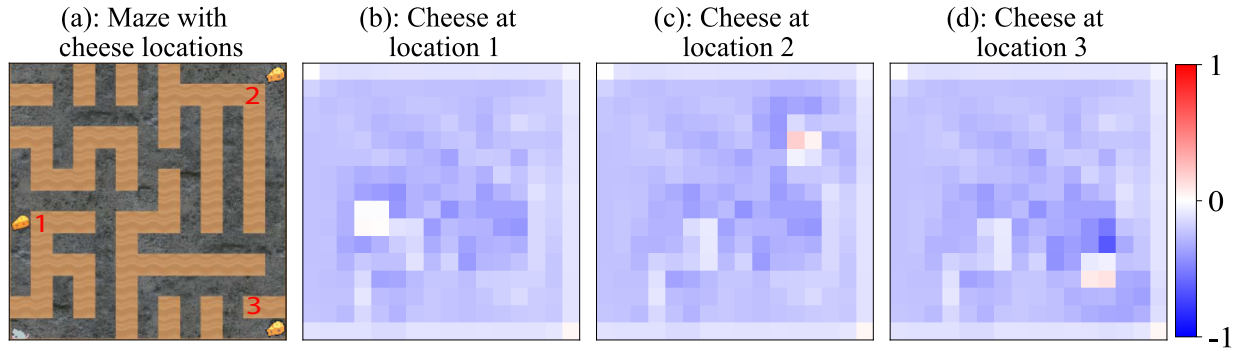 (a): Maze with
cheese locations
(b): Cheese at
location 1
(c): Cheese at
location 2
(d): Cheese at
location 3
2
1
3
1
0
-1